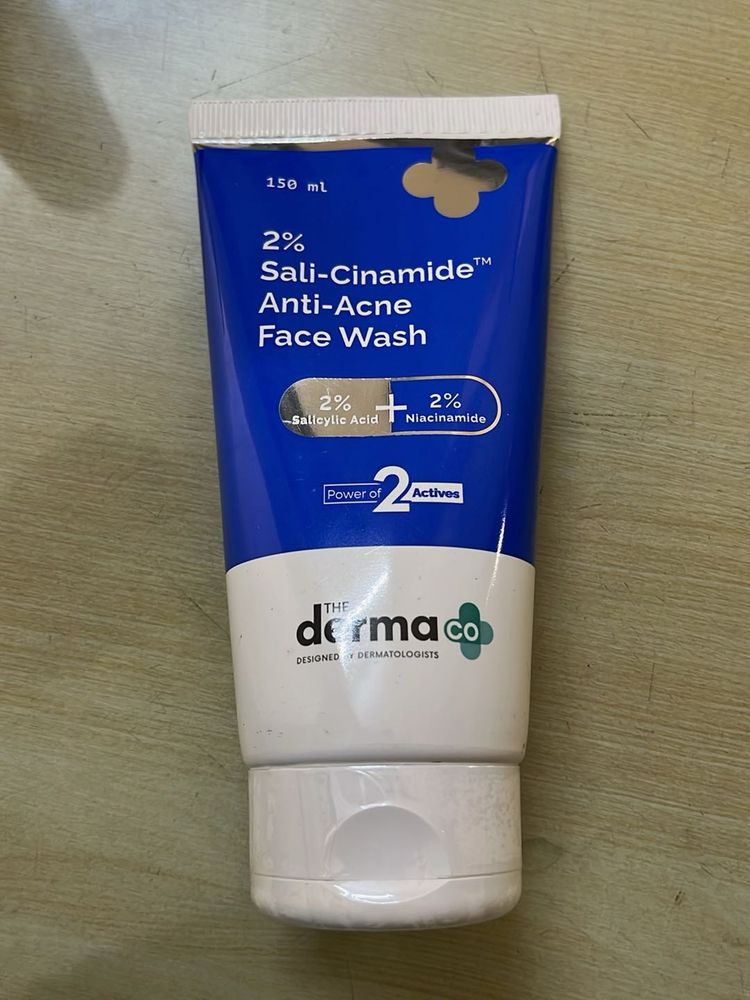 150 ml
2%
Sali-Cinamide™
Anti-Acne
Face Wash
2% + 2%
Salicylic Acid Niacinamide
Power of 2 Actives
THE
derma co
DESIGNED BY DERMATOLOGISTS